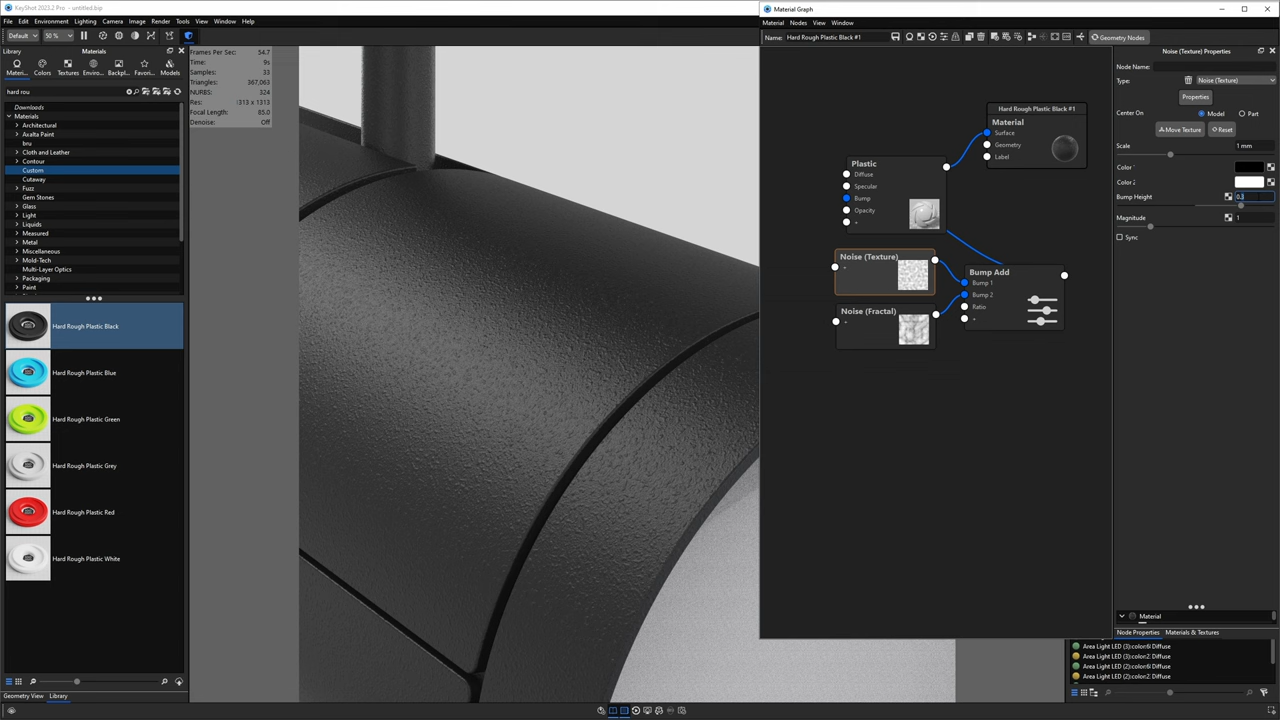 KeyShot 2023.2 Pro - untitled.bip
File Edit Environment Lighting Camera Image Render Tools View Window Help
Default 50 %
Library Materials
Materi... Colors Textures Enviro... Backpl... Favori... Models
hard rou
Downloads
Materials
Architectural
Axalta Paint
bru
Cloth and Leather
Contour
Custom
Cutaway
Fuzz
Gem Stones
Glass
Light
Liquids
Measured
Metal
Miscellaneous
Mold-Tech
Multi-Layer Optics
Packaging
Paint
Hard Rough Plastic Black
Hard Rough Plastic Blue
Hard Rough Plastic Green
Hard Rough Plastic Grey
Hard Rough Plastic Red
Hard Rough Plastic White
Geometry View Library
Frames Per Sec: 54.7
Time: 9s
Samples: 33
Triangles: 367,063
NURBS: 324
Res: 1313 x 1313
Focal Length: 85.0
Denoise: Off
Material Graph
Material Nodes View Window
Name: Hard Rough Plastic Black #1 Geometry Nodes
Hard Rough Plastic Black #1
Material
Surface
Geometry
Label
Plastic
Diffuse
Specular
Bump
Opacity
+
Noise (Texture)
+
Noise (Fractal)
+
Bump Add
Bump 1
Bump 2
Ratio
+
Noise (Texture) Properties
Node Name:
Type: Noise (Texture)
Properties
Center On Model Part
Move Texture Reset
Scale 1 mm
Color
Color 2
Bump Height 0.3
Magnitude 1
Sync
Material
Node Properties Materials & Textures
Area Light LED (3):color:6: Diffuse
Area Light LED (3):color:2: Diffuse
Area Light LED (2):color:6: Diffuse
Area Light LED (2):color:2: Diffuse